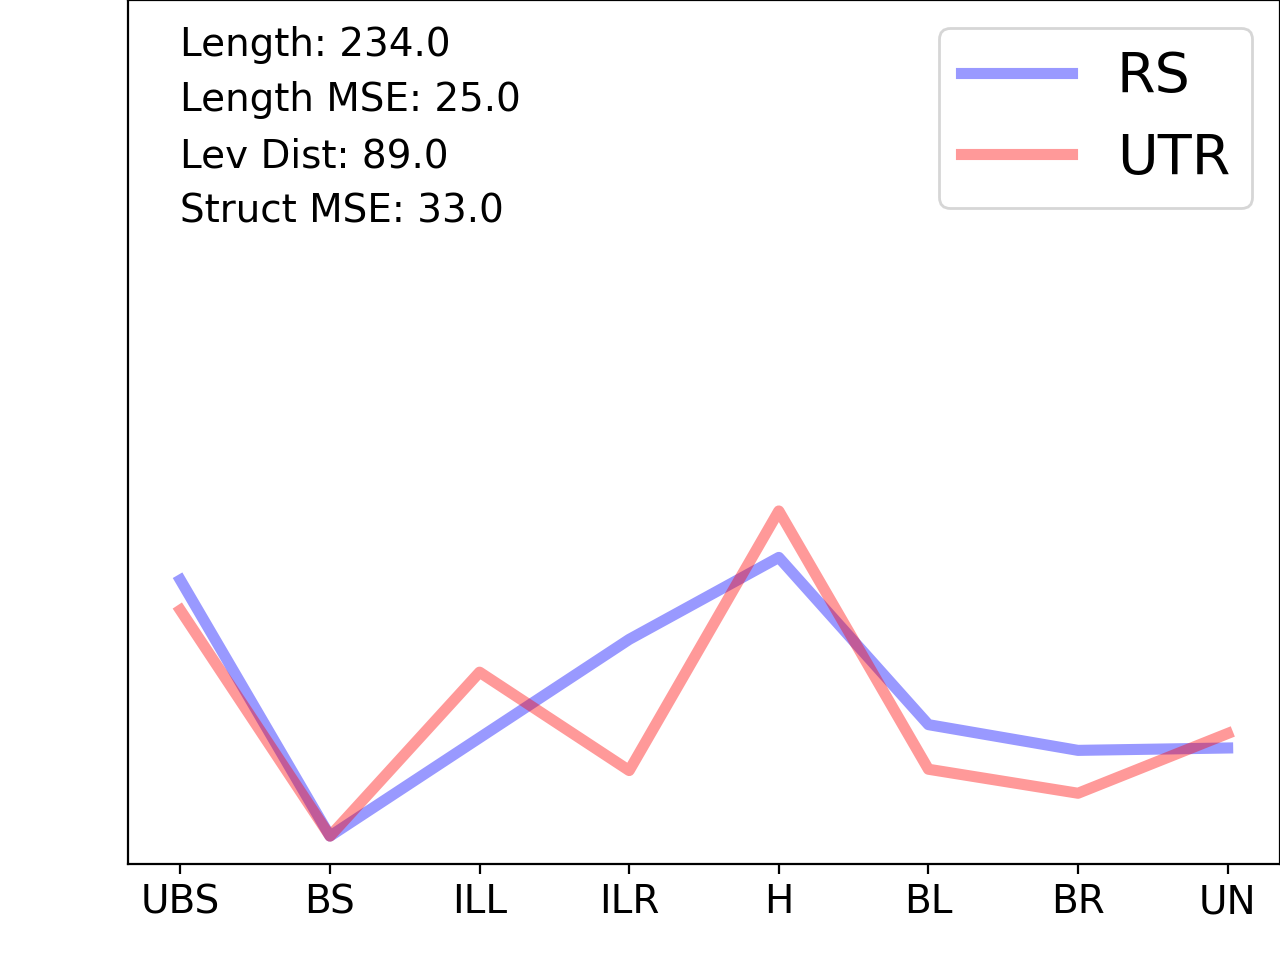 Length: 234.0
Length MSE: 25.0
Lev Dist: 89.0
Struct MSE: 33.0
RS
UTR
UBS BS ILL ILR H BL BR UN